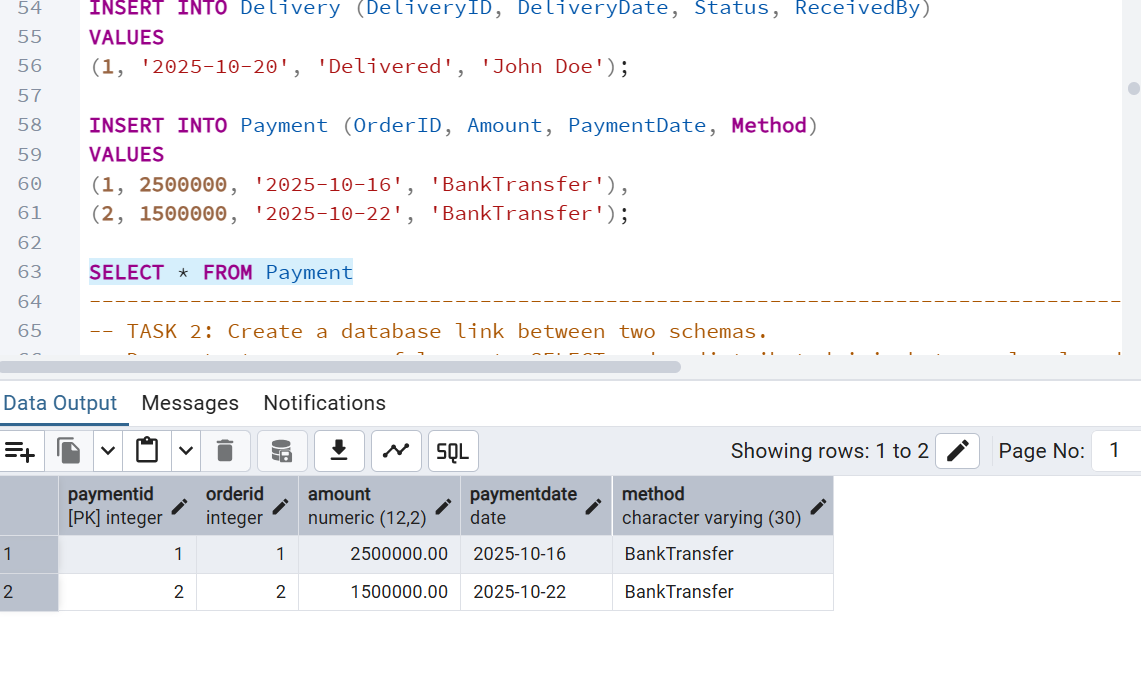 54 INSERT INTO Delivery (DeliveryID, DeliveryDate, Status, ReceivedBy)
55 VALUES
56 (1, '2025-10-20', 'Delivered', 'John Doe');
57
58 INSERT INTO Payment (OrderID, Amount, PaymentDate, Method)
59 VALUES
60 (1, 2500000, '2025-10-16', 'BankTransfer'),
61 (2, 1500000, '2025-10-22', 'BankTransfer');
62
63 SELECT * FROM Payment
64 ----------------------------------------------------------------------------------
65 -- TASK 2: Create a database link between two schemas.
Data Output Messages Notifications
SQL Showing rows: 1 to 2 Page No: 1
paymentid orderid amount paymentdate method
[PK] integer integer numeric (12,2) date character varying (30)
1 1 1 2500000.00 2025-10-16 BankTransfer
2 2 2 1500000.00 2025-10-22 BankTransfer